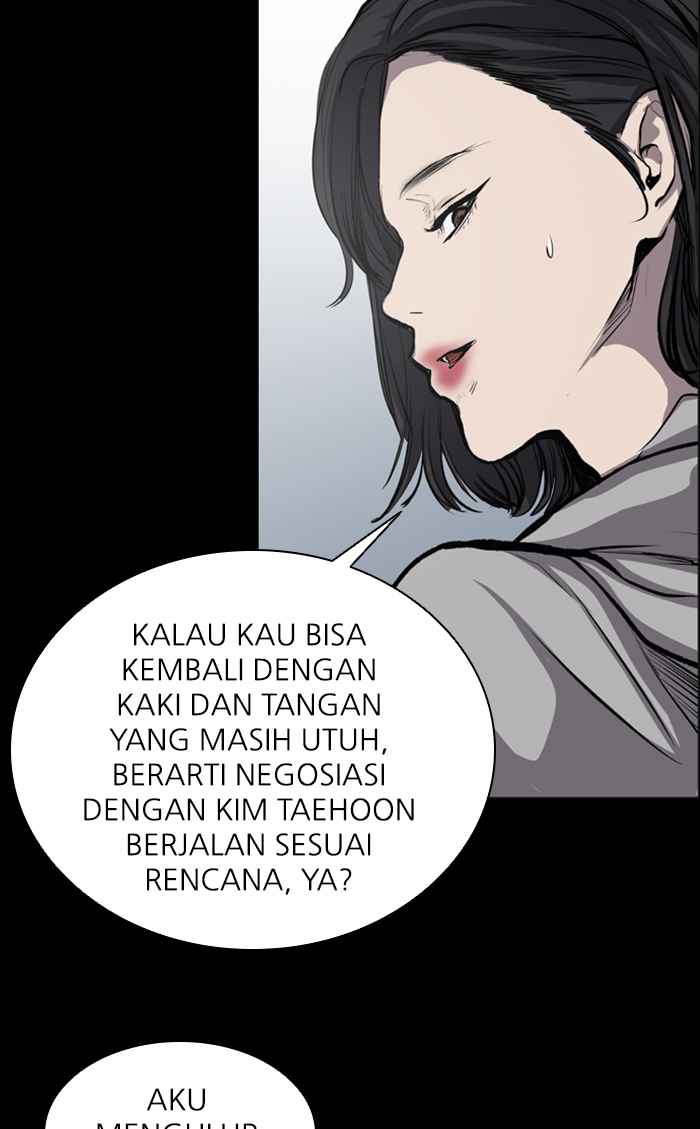 KALAU KAU BISA
KEMBALI DENGAN
KAKI DAN TANGAN
YANG MASIH UTUH,
BERARTI NEGOSIASI
DENGAN KIM TAEHOON
BERJALAN SESUAI
RENCANA, YA?
AKU